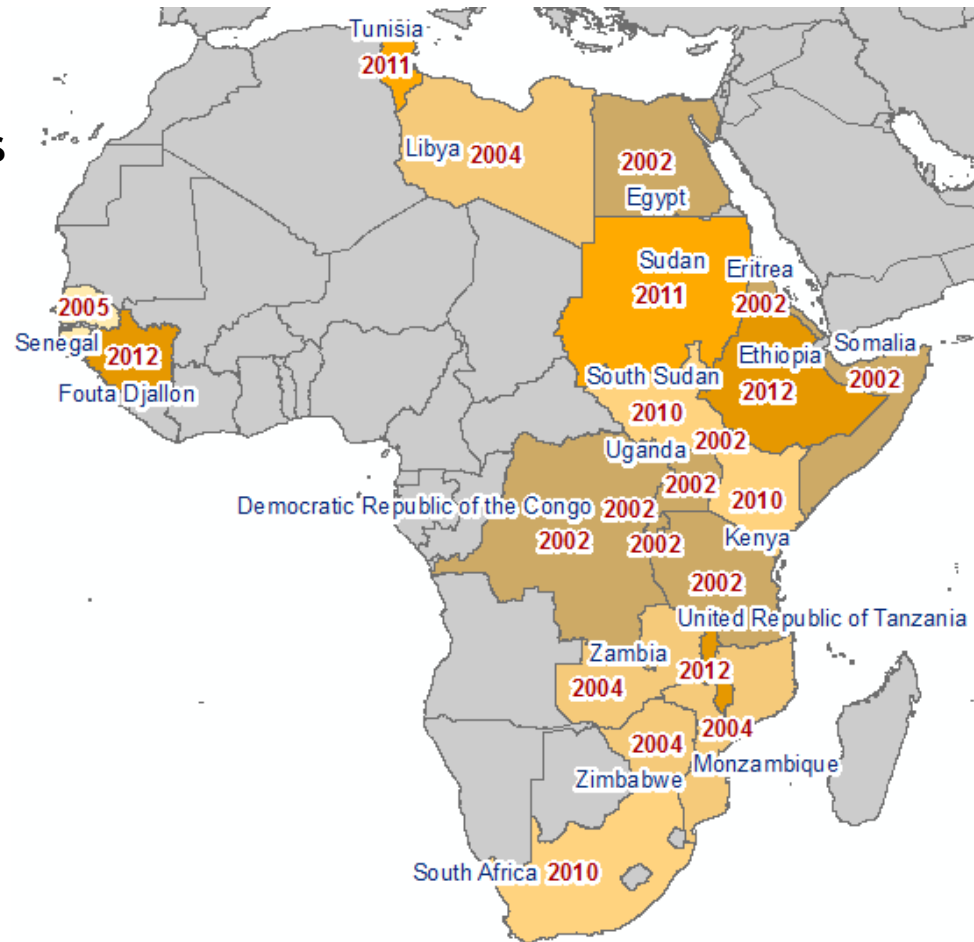 Tunisia
2011
s
Libya 2004
2002
Egypt
Sudan
2011
Eritrea
2002
2005
Senegal
2012
Fouta Djallon
Ethiopia
2012
Somalia
2002
South Sudan
2010
2002
Uganda
2002
2010
Kenya
Democratic Republic of the Congo
2002
2002
2002
2002
United Republic of Tanzania
Zambia
2004
2012
2004
Monzambique
2004
Zimbabwe
South Africa 2010